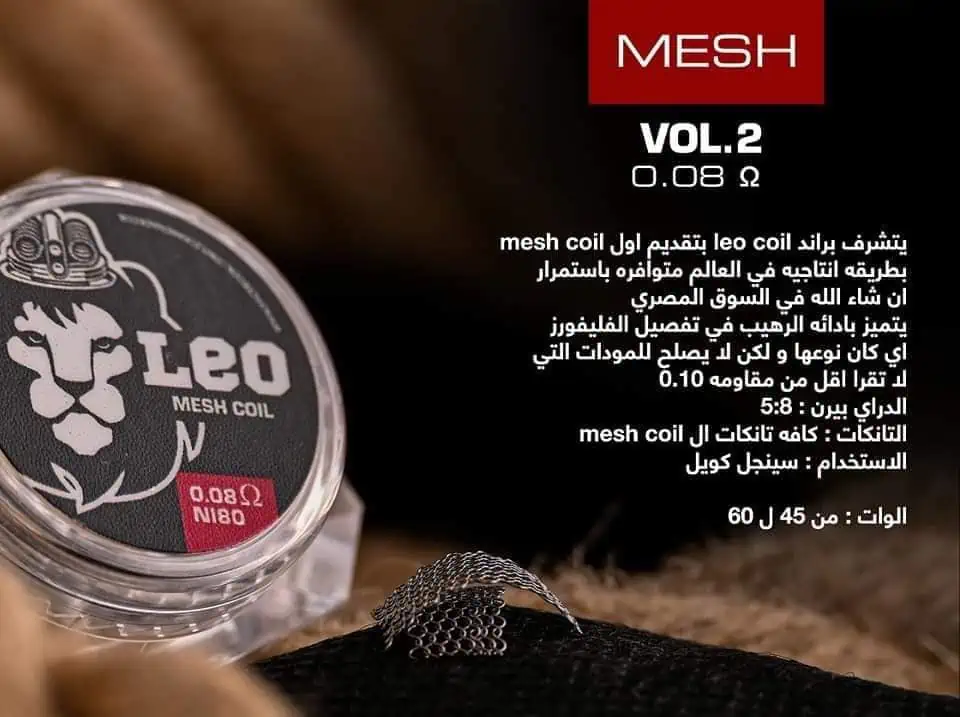 MESH
VOL.2
0.08 Ω
يتشرف براند leo coil بتقديم اول mesh coil
بطريقه انتاجيه في العالم متوافره باستمرار
ان شاء الله في السوق المصري
يتميز بادائه الرهيب في تفصيل الفليفورز
اي كان نوعها و لكن لا يصلح للمودات التي
لا تقرا اقل من مقاومه 0.10
الدراي بيرن : 5:8
التانكات : كافه تانكات ال mesh coil
الاستخدام : سينجل كويل
الوات : من 45 ل 60
Leo
MESH COIL
0.08Ω
NI80